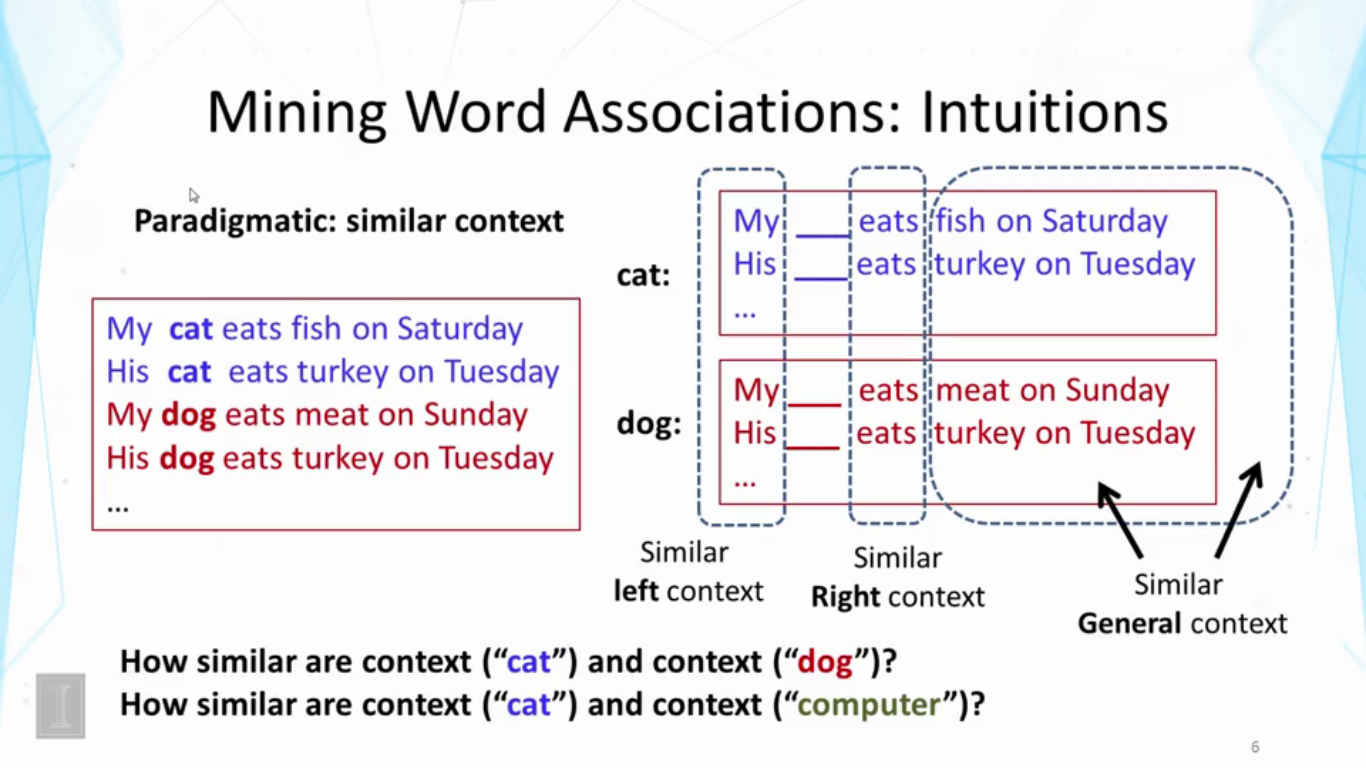 Mining Word Associations: Intuitions
Paradigmatic: similar context
My cat eats fish on Saturday
His cat eats turkey on Tuesday
My dog eats meat on Sunday
His dog eats turkey on Tuesday
...
cat:
My ___ eats fish on Saturday
His ___ eats turkey on Tuesday
...
dog:
My ___ eats meat on Sunday
His ___ eats turkey on Tuesday
...
Similar
left context
Similar
Right context
Similar
General context
How similar are context (“cat”) and context (“dog”)?
How similar are context (“cat”) and context (“computer”)?
I
6